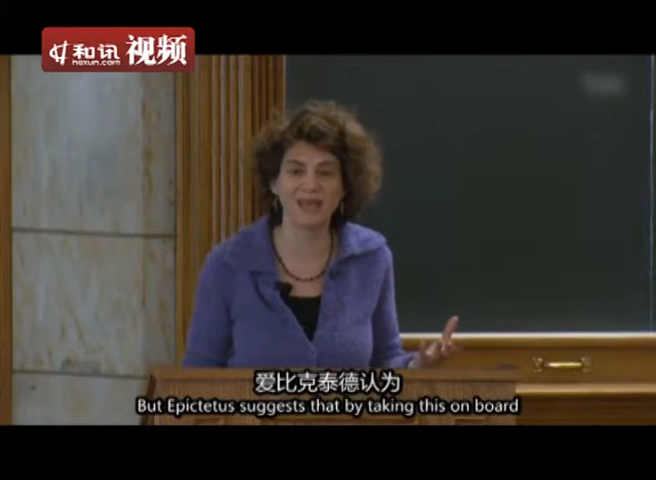 和讯 视频
hexun.com
爱比克泰德认为
But Epictetus suggests that by taking this on board